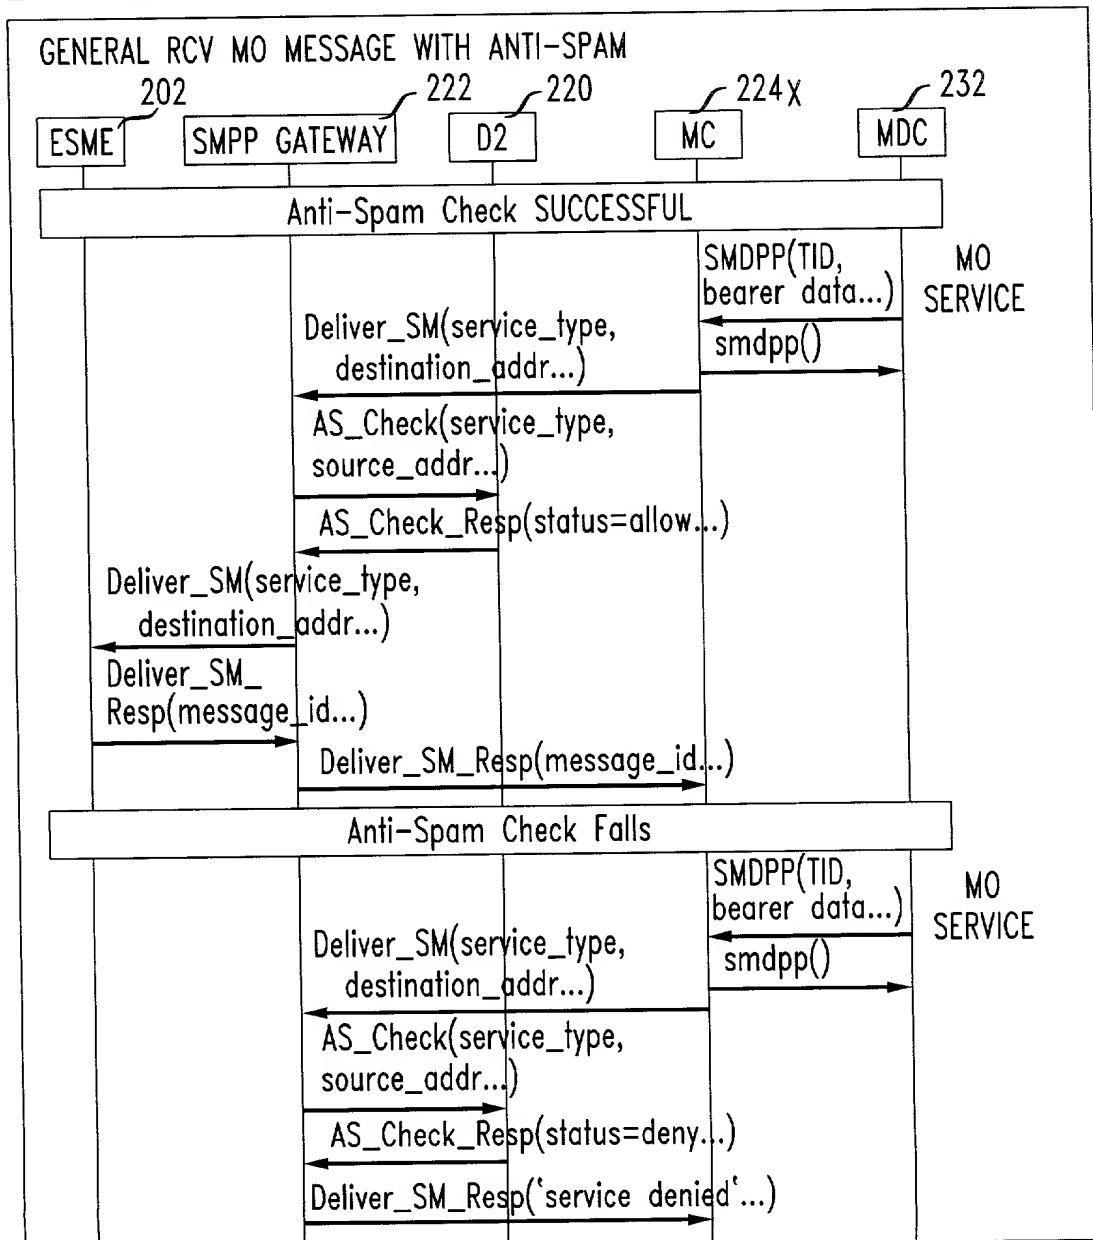 GENERAL RCV MO MESSAGE WITH ANTI-SPAM
202 222 220 224X 232
ESME SMPP GATEWAY D2 MC MDC
Anti-Spam Check SUCCESSFUL
SMDPP(TID,
bearer data...)
MO
SERVICE
smdpp()
Deliver_SM(service_type,
destination_addr...)
AS_Check(service_type,
source_addr...)
AS_Check_Resp(status=allow...)
Deliver_SM(service_type,
destination_addr...)
Deliver_SM_
Resp(message_id...)
Deliver_SM_Resp(message_id...)
Anti-Spam Check Falls
SMDPP(TID,
bearer data...)
MO
SERVICE
smdpp()
Deliver_SM(service_type,
destination_addr...)
AS_Check(service_type,
source_addr...)
AS_Check_Resp(status=deny...)
Deliver_SM_Resp('service denied'...)